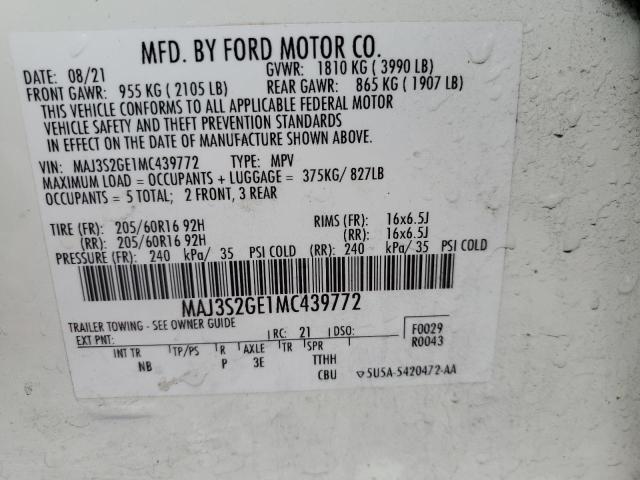 MFD. BY FORD MOTOR CO.
DATE: 08/21 GVWR: 1810 KG ( 3990 LB)
FRONT GAWR: 955 KG ( 2105 LB) REAR GAWR: 865 KG ( 1907 LB)
THIS VEHICLE CONFORMS TO ALL APPLICABLE FEDERAL MOTOR
VEHICLE SAFETY AND THEFT PREVENTION STANDARDS
IN EFFECT ON THE DATE OF MANUFACTURE SHOWN ABOVE.
VIN: MAJ3S2GE1MC439772 TYPE: MPV
MAXIMUM LOAD = OCCUPANTS + LUGGAGE = 375KG/ 827LB
OCCUPANTS = 5 TOTAL; 2 FRONT, 3 REAR
TIRE (FR): 205/60R16 92H RIMS (FR): 16x6.5J
(RR): 205/60R16 92H (RR): 16x6.5J
PRESSURE (FR): 240 kPa/ 35 PSI COLD (RR): 240 kPa/ 35 PSI COLD
MAJ3S2GE1MC439772
TRAILER TOWING - SEE OWNER GUIDE
EXT PNT: RC: 21 DSO: F0029
R0043
INT TR TP/PS R AXLE TR SPR
NB P 3E TTHH
CBU 5U5A-5420472-AA